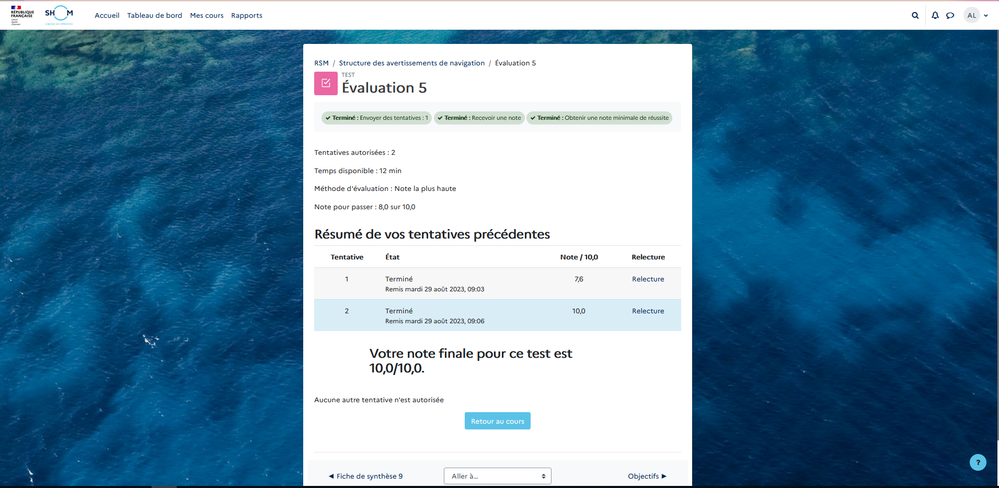 RÉPUBLIQUE
FRANÇAISE
Liberté
Égalité
Fraternité
SHOM
L'océan en référence
Accueil Tableau de bord Mes cours Rapports
AL
RSM / Structure des avertissements de navigation / Évaluation 5
TEST
Évaluation 5
Terminé : Envoyer des tentatives : 1 Terminé : Recevoir une note Terminé : Obtenir une note minimale de réussite
Tentatives autorisées : 2
Temps disponible : 12 min
Méthode d'évaluation : Note la plus haute
Note pour passer : 8,0 sur 10,0
Résumé de vos tentatives précédentes
Tentative État Note / 10,0 Relecture
1 Terminé 7,6 Relecture
Remis mardi 29 août 2023, 09:03
2 Terminé 10,0 Relecture
Remis mardi 29 août 2023, 09:06
Votre note finale pour ce test est
10,0/10,0.
Aucune autre tentative n'est autorisée
Retour au cours
◄ Fiche de synthèse 9 Aller à... Objectifs ►
?